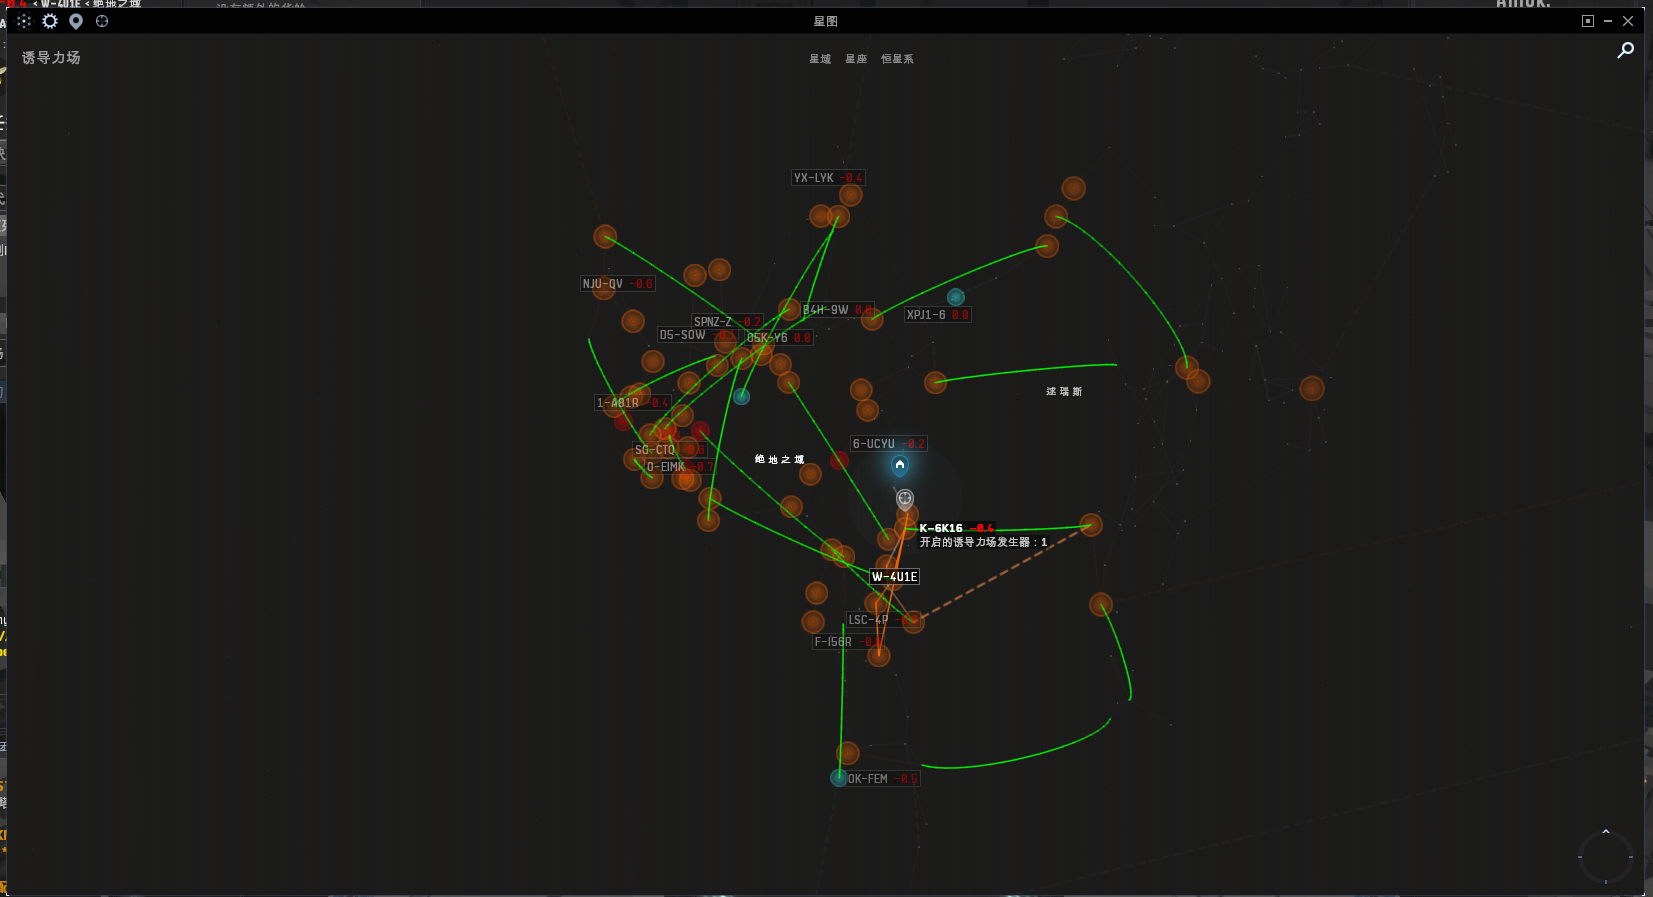 -0.4 < W-4U1E < 绝地之域
星图
诱导力场
星域 星座 恒星系
YX-LYK -0.4
NJU-QV -0.6
B4H-9W 0.0
XPJ1-6 0.0
SPNZ-Z -0.2
D5-SOW
O5K-Y6 0.0
逑瑞斯
1-A81R -0.4
6-UCYU -0.2
SG-CTQ
绝地之域
O-EIMK -0.7
K-6K16 -0.4
开启的诱导力场发生器：1
W-4U1E
LSC-4P
F-I56R
OK-FEM -0.5